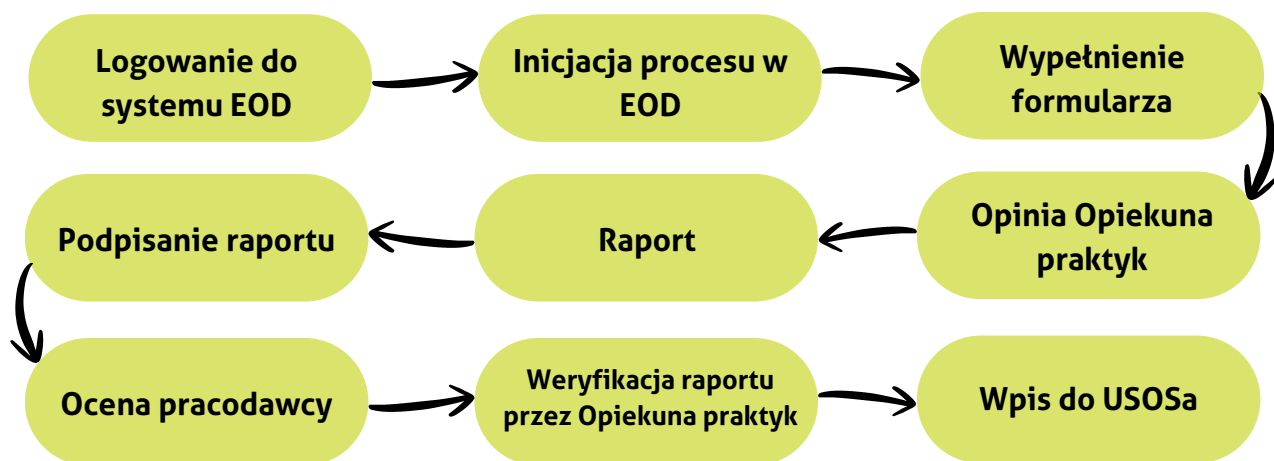 Logowanie do
systemu EOD
Inicjacja procesu w
EOD
Wypełnienie
formularza
Opinia Opiekuna
praktyk
Raport
Podpisanie raportu
Ocena pracodawcy
Weryfikacja raportu
przez Opiekuna praktyk
Wpis do USOSa